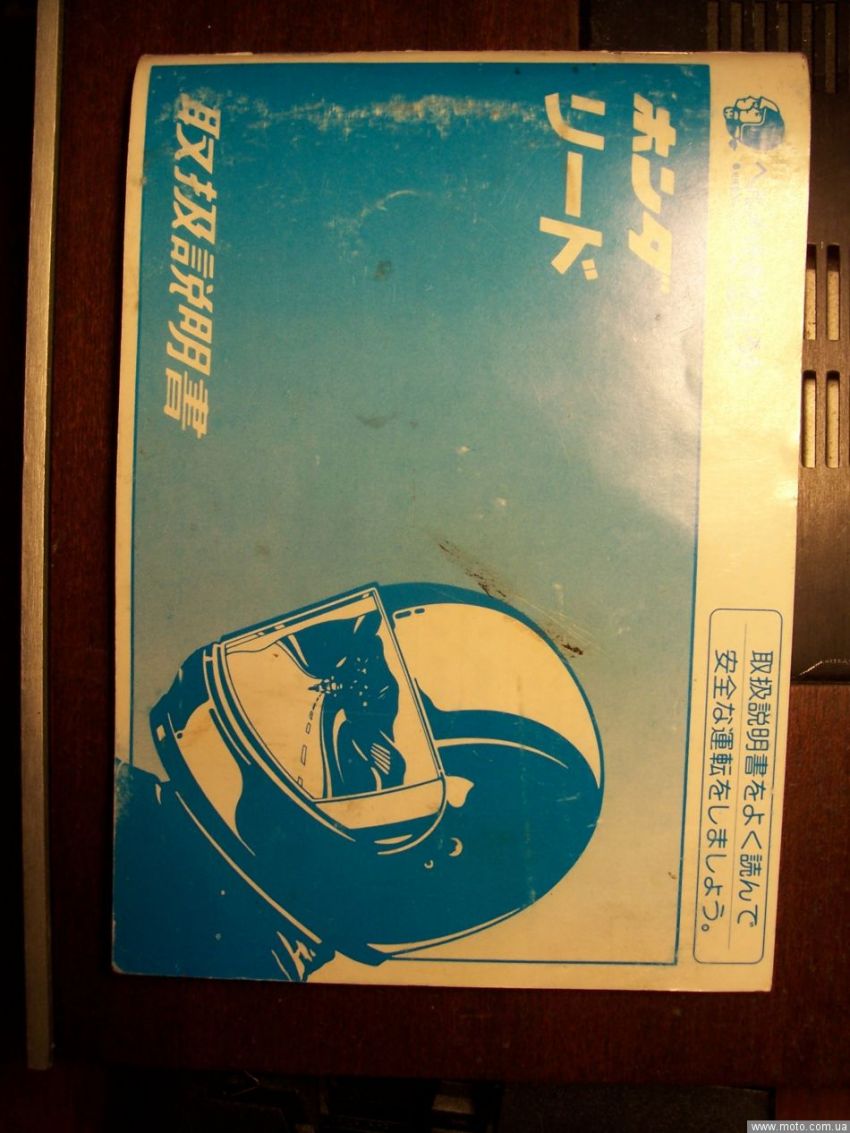 ホンダ
リード
取扱説明書
取扱説明書をよく読んで
安全な運転をしましょう。
www.moto.com.ua